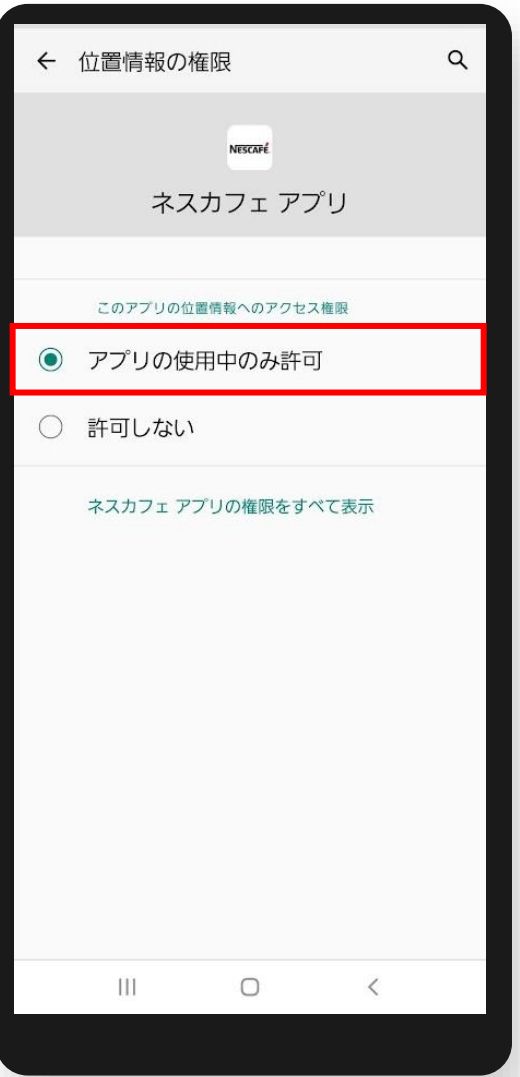 位置情報の権限
NESCAFÉ
ネスカフェ アプリ
このアプリの位置情報へのアクセス権限
アプリの使用中のみ許可
許可しない
ネスカフェ アプリの権限をすべて表示